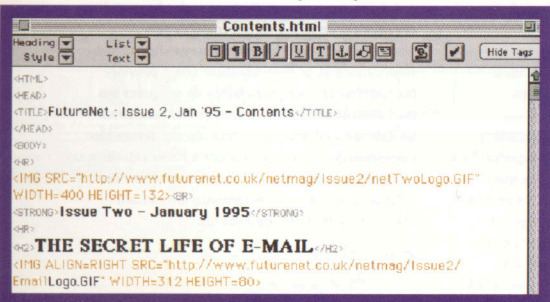 Contents.html
Heading List
Style Text
B I U T
Hide Tags
<HTML>
<HEAD>
<TITLE>FutureNet : Issue 2, Jan '95 - Contents</TITLE>
</HEAD>
<BODY>
<HR>
<IMG SRC="http://www.futurenet.co.uk/netmag/Issue2/netTwoLogo.GIF"
WIDTH=400 HEIGHT=132><BR>
<STRONG>Issue Two - January 1995</STRONG>
<HR>
<H2>THE SECRET LIFE OF E-MAIL</H2>
<IMG ALIGN=RIGHT SRC="http://www.futurenet.co.uk/netmag/Issue2/
EmailLogo.GIF" WIDTH=312 HEIGHT=80>